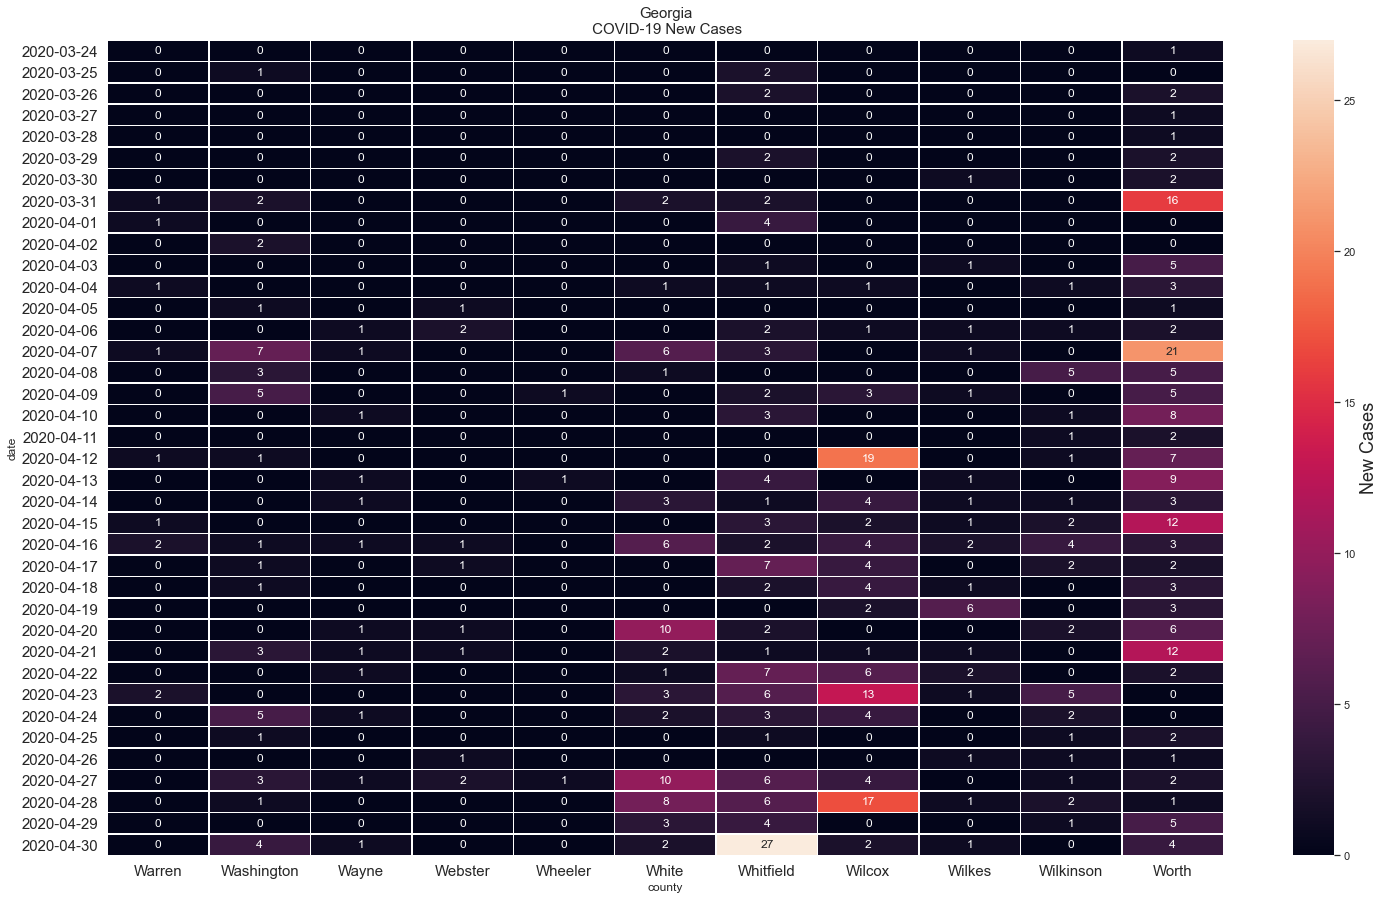 Georgia
COVID-19 New Cases
2020-03-24 0 0 0 0 0 0 0 0 0 0 1
2020-03-25 0 1 0 0 0 0 2 0 0 0 0
2020-03-26 0 0 0 0 0 0 2 0 0 0 2
2020-03-27 0 0 0 0 0 0 0 0 0 0 1
2020-03-28 0 0 0 0 0 0 0 0 0 0 1
2020-03-29 0 0 0 0 0 0 2 0 0 0 2
2020-03-30 0 0 0 0 0 0 0 0 1 0 2
2020-03-31 1 2 0 0 0 2 2 0 0 0 16
2020-04-01 1 0 0 0 0 0 4 0 0 0 0
2020-04-02 0 2 0 0 0 0 0 0 0 0 0
2020-04-03 0 0 0 0 0 0 1 0 1 0 5
2020-04-04 1 0 0 0 0 1 1 1 0 1 3
2020-04-05 0 1 0 1 0 0 0 0 0 0 1
2020-04-06 0 0 1 2 0 0 2 1 1 1 2
2020-04-07 1 7 1 0 0 6 3 0 1 0 21
2020-04-08 0 3 0 0 0 1 0 0 0 5 5
2020-04-09 0 5 0 0 1 0 2 3 1 0 5
2020-04-10 0 0 1 0 0 0 3 0 0 1 8
2020-04-11 0 0 0 0 0 0 0 0 0 1 2
2020-04-12 1 1 0 0 0 0 0 19 0 1 7
2020-04-13 0 0 1 0 1 0 4 0 1 0 9
2020-04-14 0 0 1 0 0 3 1 4 1 1 3
2020-04-15 1 0 0 0 0 0 3 2 1 2 12
2020-04-16 2 1 1 1 0 6 2 4 2 4 3
2020-04-17 0 1 0 1 0 0 7 4 0 2 2
2020-04-18 0 1 0 0 0 0 2 4 1 0 3
2020-04-19 0 0 0 0 0 0 0 2 6 0 3
2020-04-20 0 0 1 1 0 10 2 0 0 2 6
2020-04-21 0 3 1 1 0 2 1 1 1 0 12
2020-04-22 0 0 1 0 0 1 7 6 2 0 2
2020-04-23 2 0 0 0 0 3 6 13 1 5 0
2020-04-24 0 5 1 0 0 2 3 4 0 2 0
2020-04-25 0 1 0 0 0 0 1 0 0 1 2
2020-04-26 0 0 0 1 0 0 0 0 1 1 1
2020-04-27 0 3 1 2 1 10 6 4 0 1 2
2020-04-28 0 1 0 0 0 8 6 17 1 2 1
2020-04-29 0 0 0 0 0 3 4 0 0 1 5
2020-04-30 0 4 1 0 0 2 27 2 1 0 4
Warren Washington Wayne Webster Wheeler White Whitfield Wilcox Wilkes Wilkinson Worth
county
date
25
20
15
10
5
0
New Cases